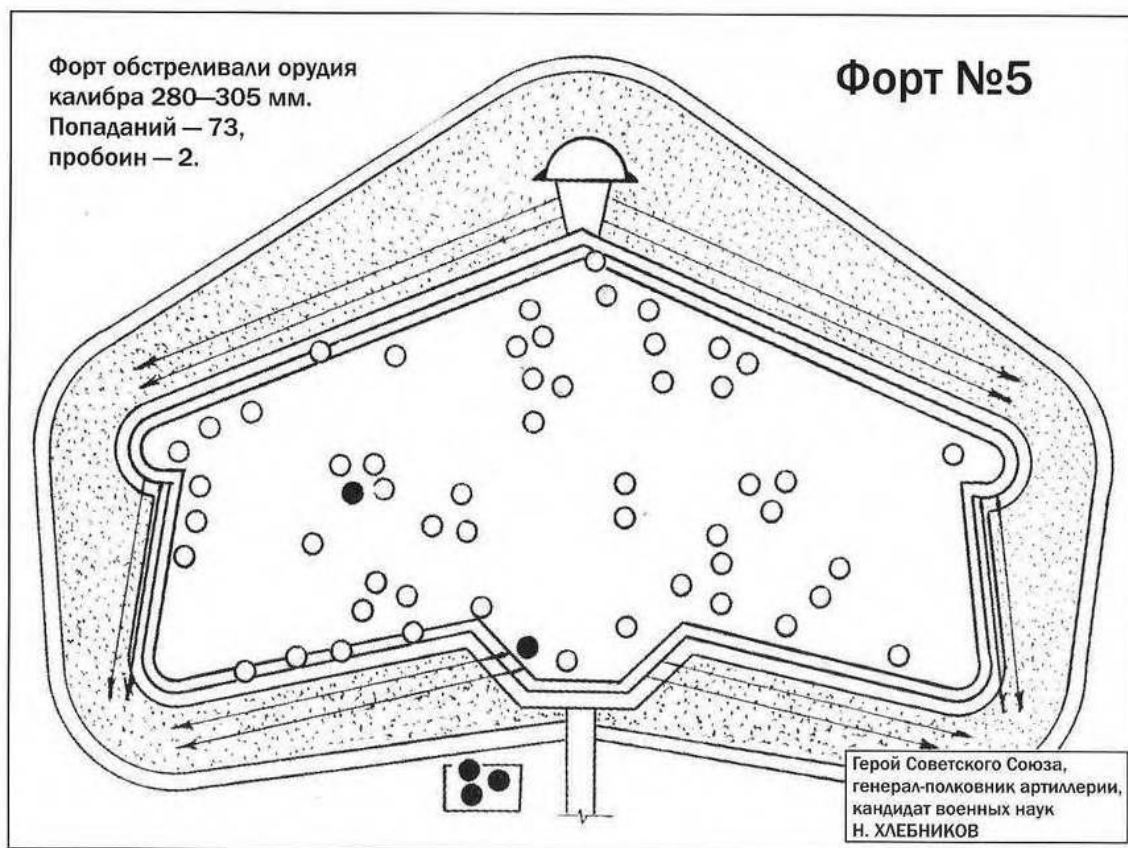 Форт обстреливали орудия
калибра 280—305 мм.
Попаданий — 73,
пробоин — 2.
Форт №5
Герой Советского Союза,
генерал-полковник артиллерии,
кандидат военных наук
Н. ХЛЕБНИКОВ